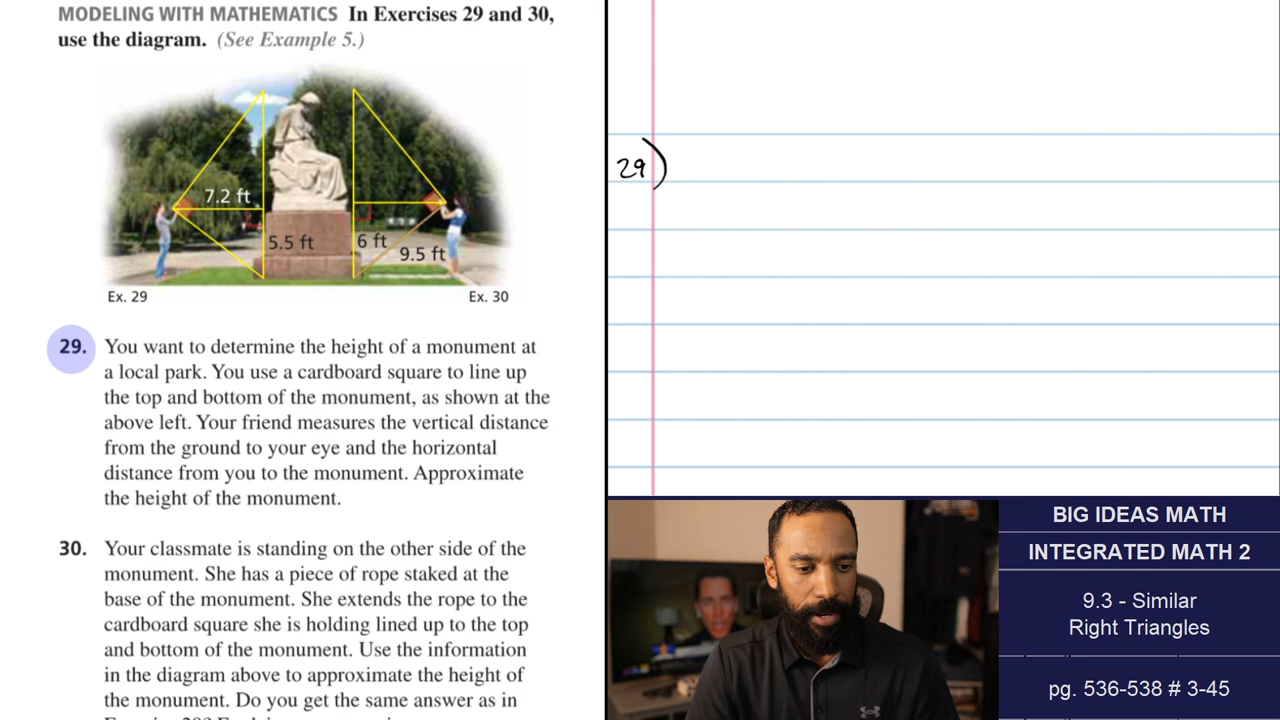 MODELING WITH MATHEMATICS In Exercises 29 and 30,
use the diagram. (See Example 5.)
7.2 ft
5.5 ft
6 ft
9.5 ft
Ex. 29
Ex. 30
29. You want to determine the height of a monument at
a local park. You use a cardboard square to line up
the top and bottom of the monument, as shown at the
above left. Your friend measures the vertical distance
from the ground to your eye and the horizontal
distance from you to the monument. Approximate
the height of the monument.
30. Your classmate is standing on the other side of the
monument. She has a piece of rope staked at the
base of the monument. She extends the rope to the
cardboard square she is holding lined up to the top
and bottom of the monument. Use the information
in the diagram above to approximate the height of
the monument. Do you get the same answer as in
29)
BIG IDEAS MATH
INTEGRATED MATH 2
9.3 - Similar
Right Triangles
pg. 536-538 # 3-45